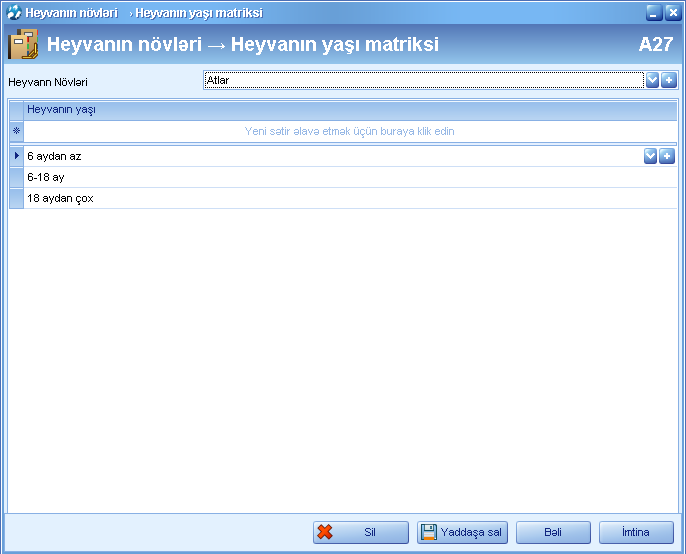 Heyvanın növləri → Heyvanın yaşı matriksi
Heyvanın növləri → Heyvanın yaşı matriksi A27
Heyvann Növləri Atlar
Heyvanın yaşı
Yeni sətir əlavə etmək üçün buraya klik edin
6 aydan az
6-18 ay
18 aydan çox
Sil Yaddaşa sal Bəli İmtina